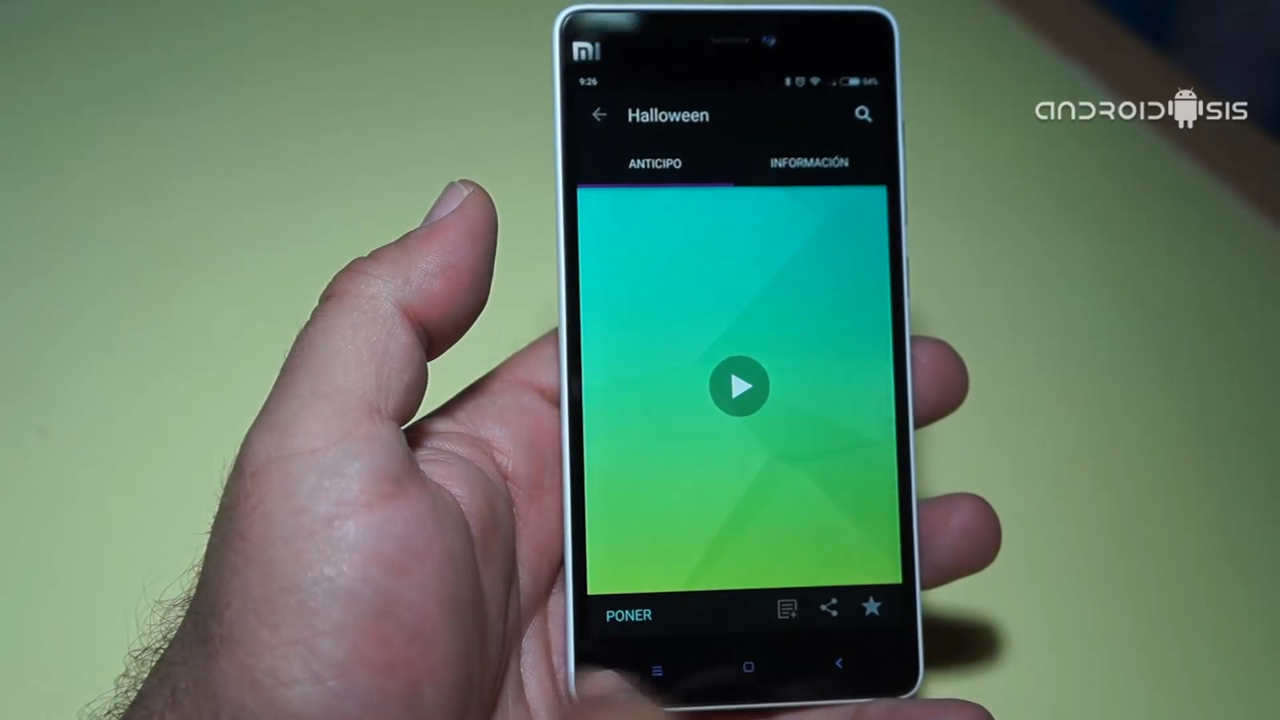 MI
9:26
Halloween
ANTICIPO
INFORMACIÓN
PONER
ANDROIDSIS